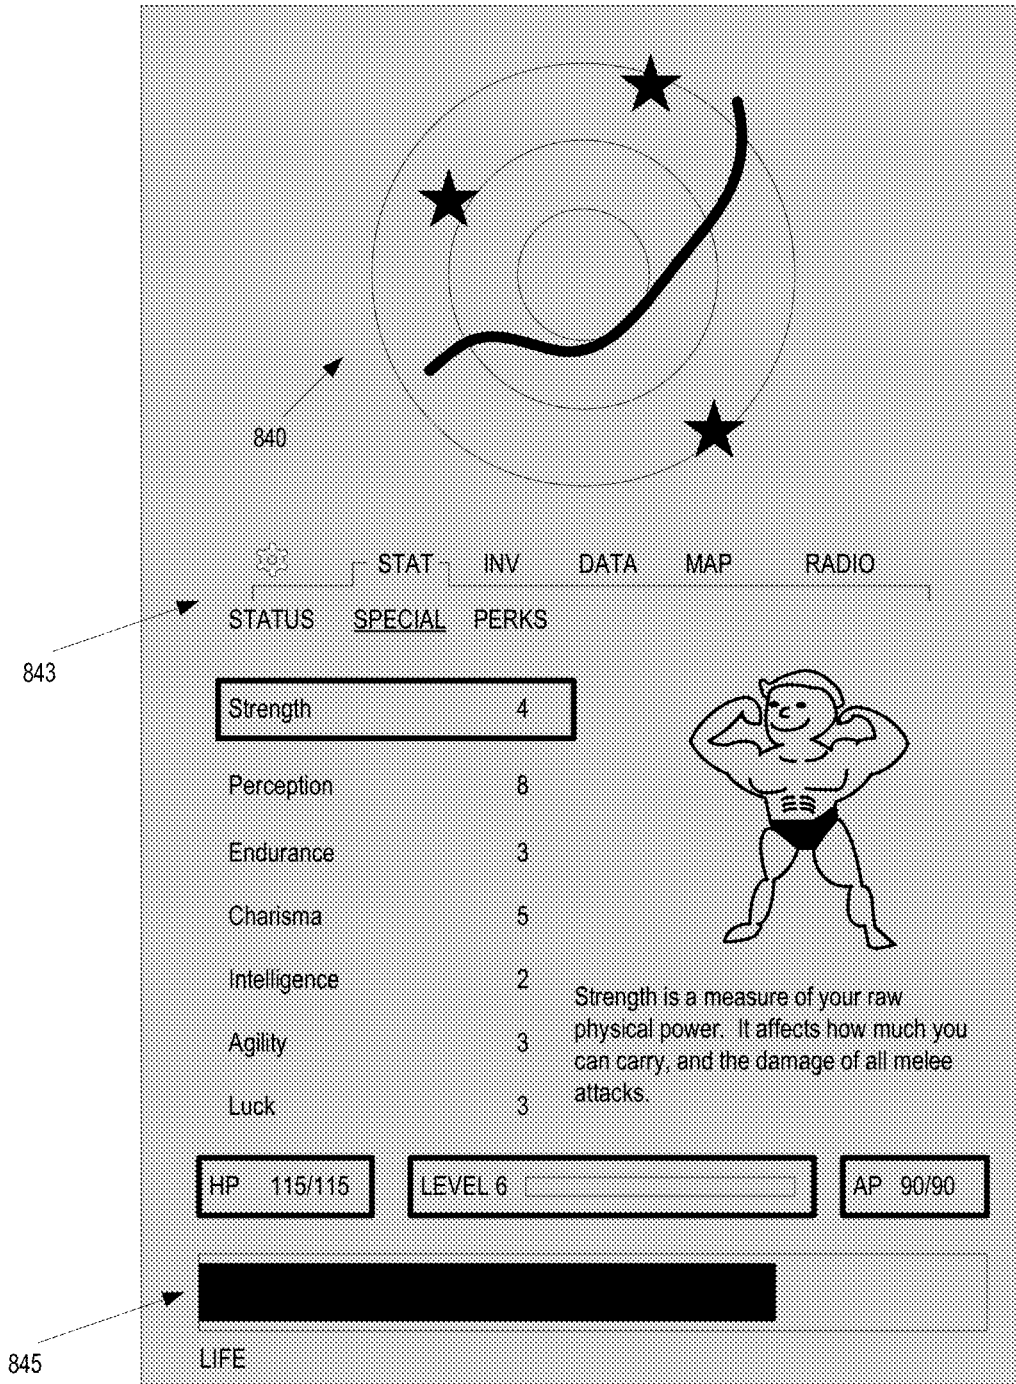 840
STAT INV DATA MAP RADIO
STATUS SPECIAL PERKS
843
Strength 4
Perception 8
Endurance 3
Charisma 5
Intelligence 2
Agility 3
Luck 3
Strength is a measure of your raw
physical power. It affects how much you
can carry, and the damage of all melee
attacks.
HP 115/115 LEVEL 6 AP 90/90
845
LIFE